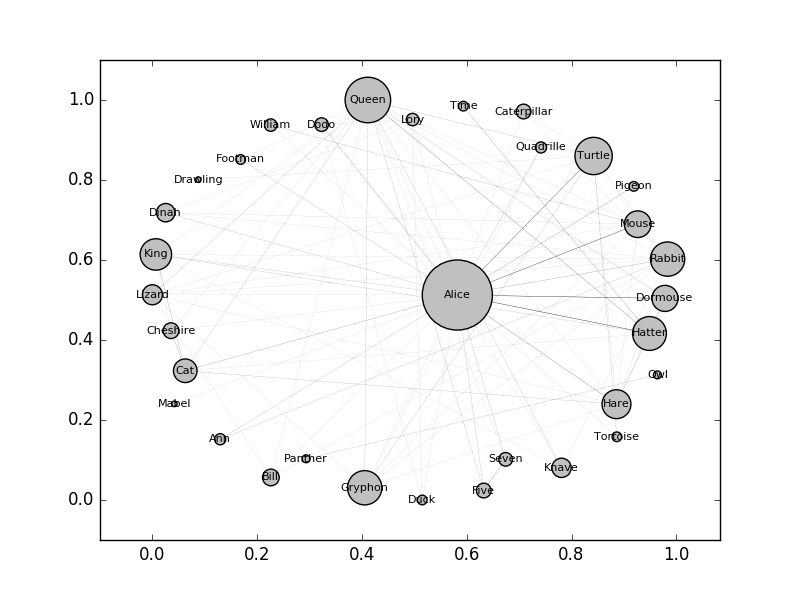 1.0
0.8
0.6
0.4
0.2
0.0
0.0
0.2
0.4
0.6
0.8
1.0
Queen
Time
Caterpillar
Lory
William
Dodo
Quadrille
Turtle
Footman
Drawling
Pigeon
Dinah
Mouse
King
Rabbit
Lizard
Alice
Dormouse
Cheshire
Hatter
Cat
Owl
Mabel
Hare
Ann
Tortoise
Panther
Seven
Bill
Knave
Gryphon
Five
Duck